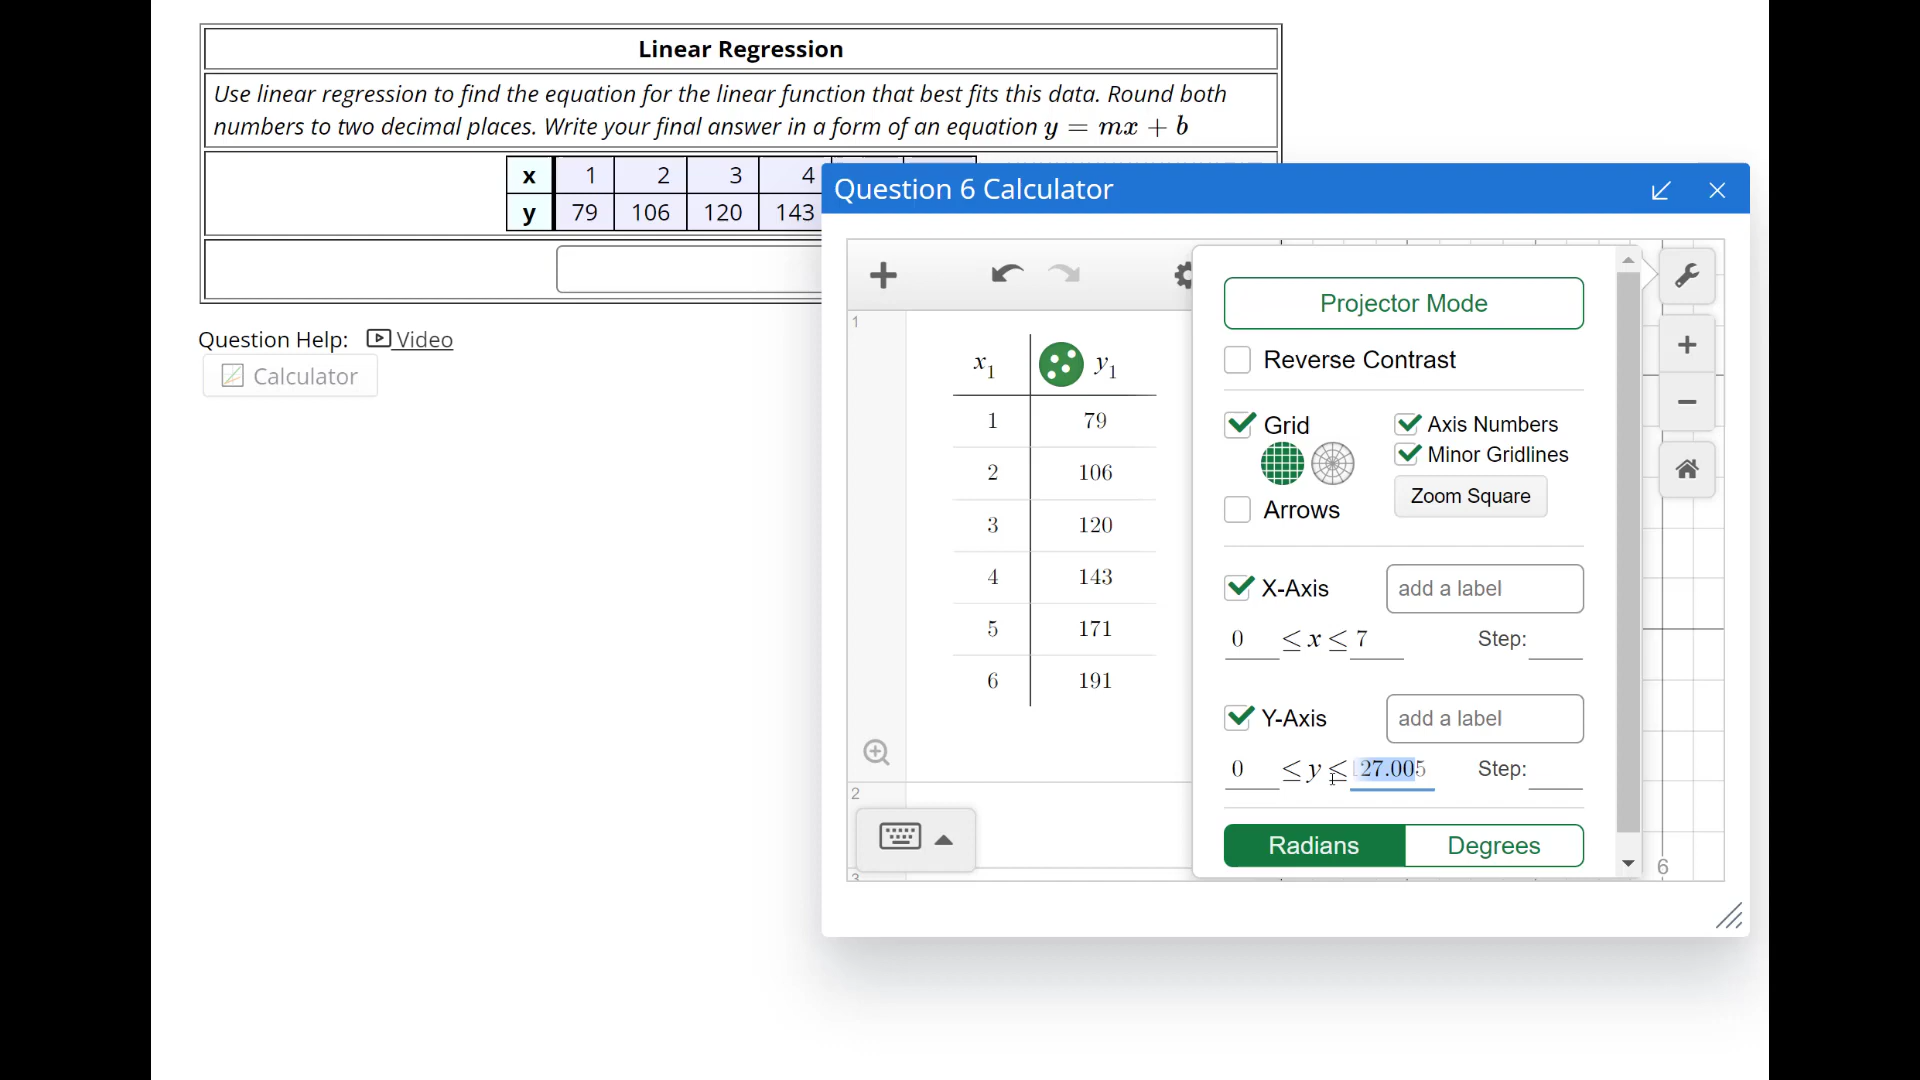 Linear Regression
Use linear regression to find the equation for the linear function that best fits this data. Round both
numbers to two decimal places. Write your final answer in a form of an equation y = mx + b
x 1 2 3 4
y 79 106 120 143
Question Help: Video
Calculator
Question 6 Calculator
1
x₁ y₁
1 79
2 106
3 120
4 143
5 171
6 191
2
3
Projector Mode
Reverse Contrast
Grid
Axis Numbers
Minor Gridlines
Zoom Square
Arrows
X-Axis
add a label
0 ≤ x ≤ 7 Step:
Y-Axis
add a label
0 ≤ y ≤ 27.005 Step:
Radians Degrees
6